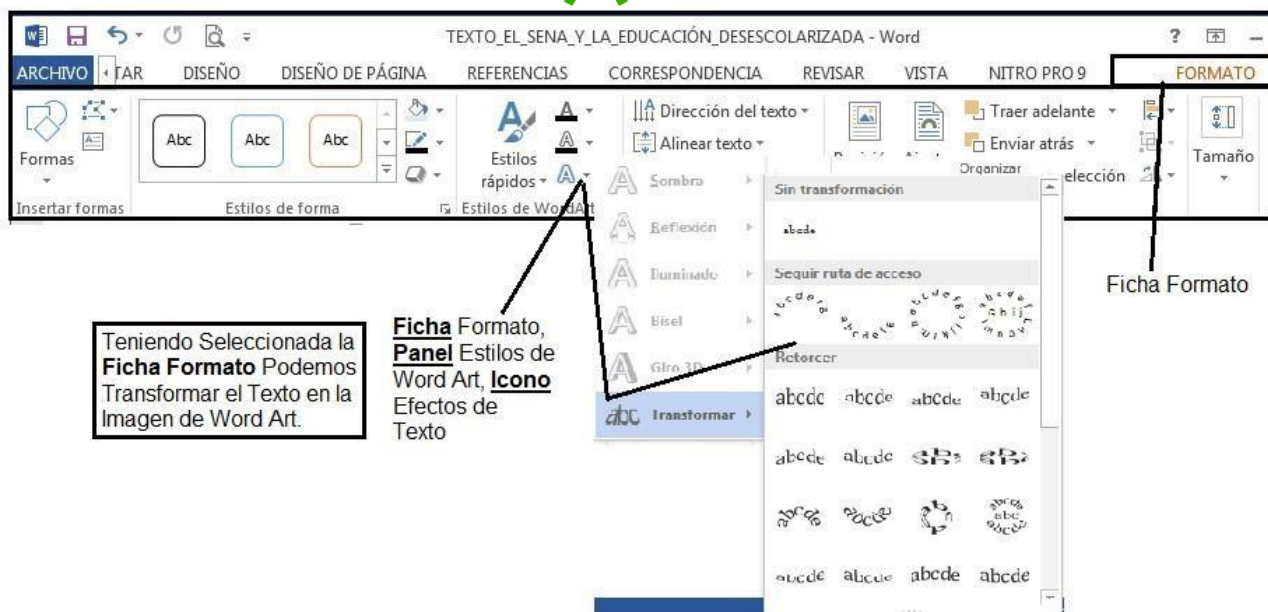 TEXTO_EL_SENA_Y_LA_EDUCACIÓN_DESESCOLARIZADA - Word
ARCHIVO TAR DISEÑO DISEÑO DE PÁGINA REFERENCIAS CORRESPONDENCIA REVISAR VISTA NITRO PRO 9 FORMATO
Abc Abc Abc
Formas
Estilos rápidos
Dirección del texto
Alinear texto
Traer adelante
Enviar atrás
Organizar
elección
Tamaño
Insertar formas
Estilos de forma
Estilos de WordArt
Sombra
Reflexión
Iluminado
Bisel
Giro 3D
Transformar
Sin transformación
abcde
Seguir ruta de acceso
Retorcer
abcde abcde abcde abcde
abcde abcde
abcde abcde
abcde abcde abcde abcde
Teniendo Seleccionada la
Ficha Formato Podemos
Transformar el Texto en la
Imagen de Word Art.
Ficha Formato,
Panel Estilos de
Word Art, Icono
Efectos de
Texto
Ficha Formato